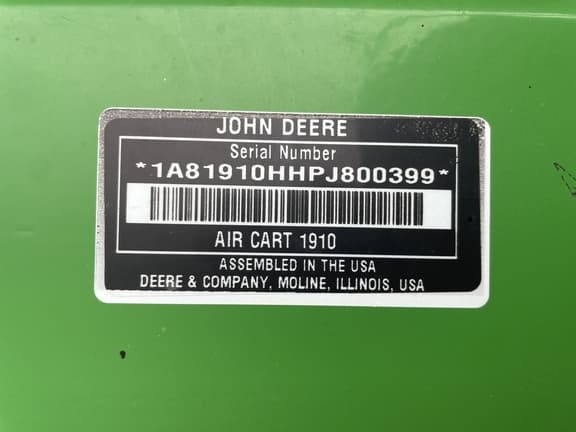 JOHN DEERE
Serial Number
*1A81910HHPJ800399*
AIR CART 1910
ASSEMBLED IN THE USA
DEERE & COMPANY, MOLINE, ILLINOIS, USA